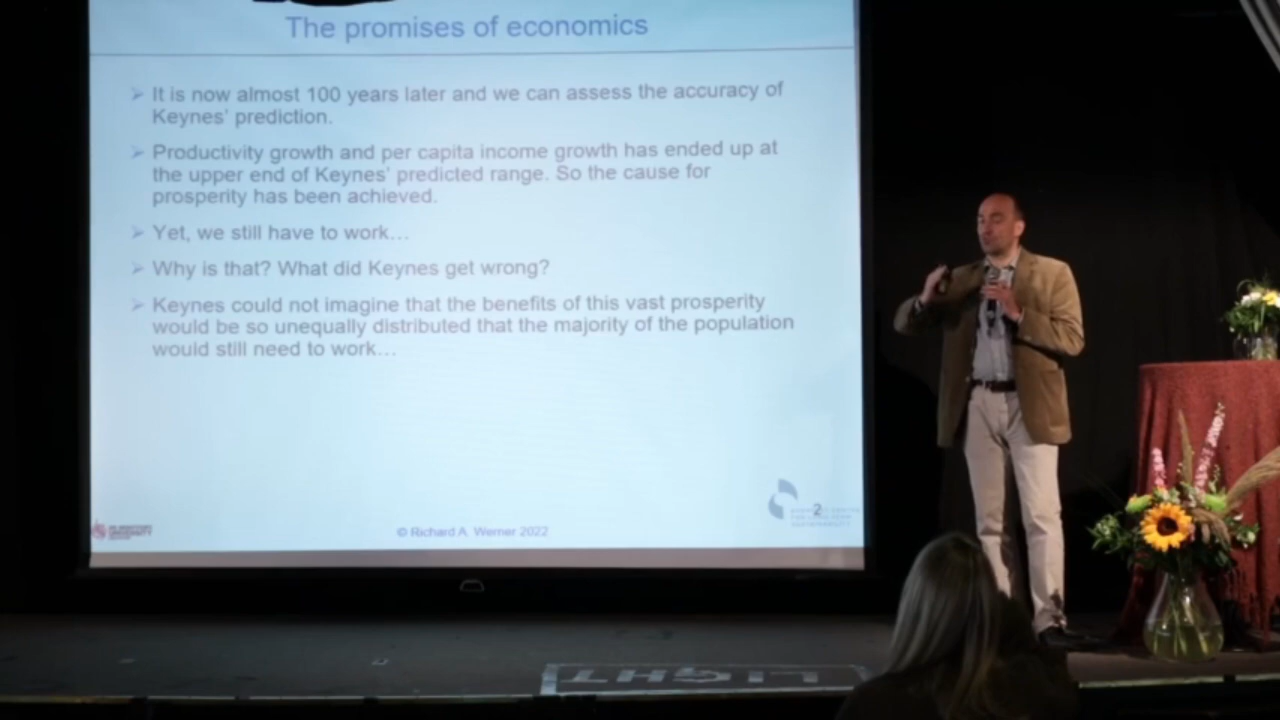 The promises of economics
It is now almost 100 years later and we can assess the accuracy of
Keynes' prediction.
Productivity growth and per capita income growth has ended up at
the upper end of Keynes' predicted range. So the cause for
prosperity has been achieved.
Yet, we still have to work…
Why is that? What did Keynes get wrong?
Keynes could not imagine that the benefits of this vast prosperity
would be so unequally distributed that the majority of the population
would still need to work…
© Richard A. Werner 2022
2
LIGHT